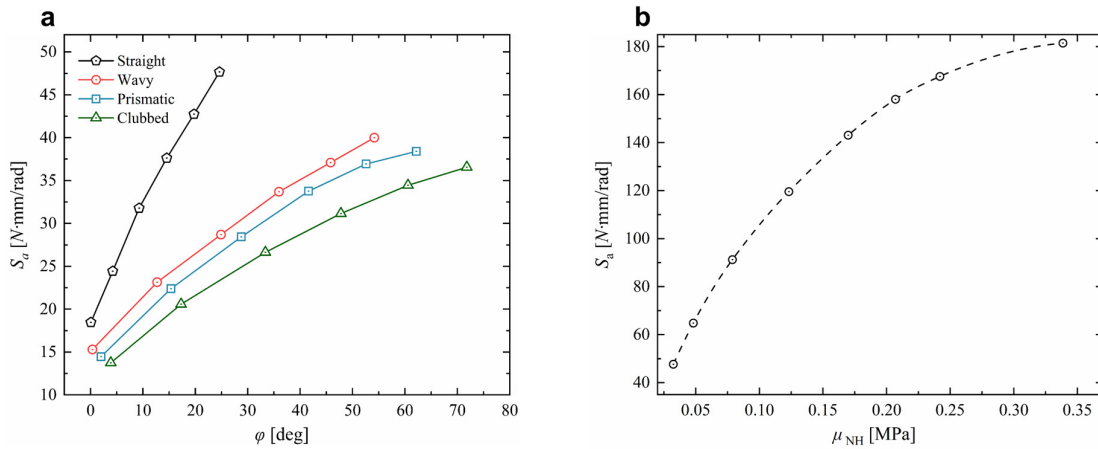 a
50
45
40
35
30
25
20
15
10
Sₐ [N·mm/rad]
Straight
Wavy
Prismatic
Clubbed
0 10 20 30 40 50 60 70 80
φ [deg]
b
180
160
140
120
100
80
60
40
Sₐ [N·mm/rad]
0.05 0.10 0.15 0.20 0.25 0.30 0.35
μ NH [MPa]